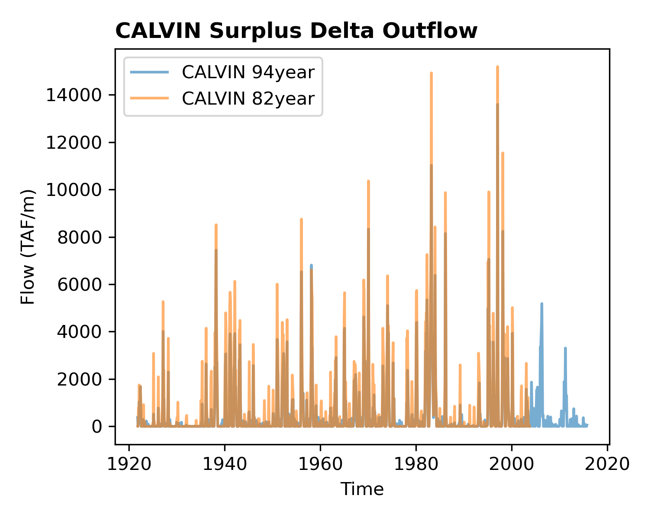 CALVIN Surplus Delta Outflow
CALVIN 94year
CALVIN 82year
Flow (TAF/m)
14000
12000
10000
8000
6000
4000
2000
0
1920 1940 1960 1980 2000 2020
Time